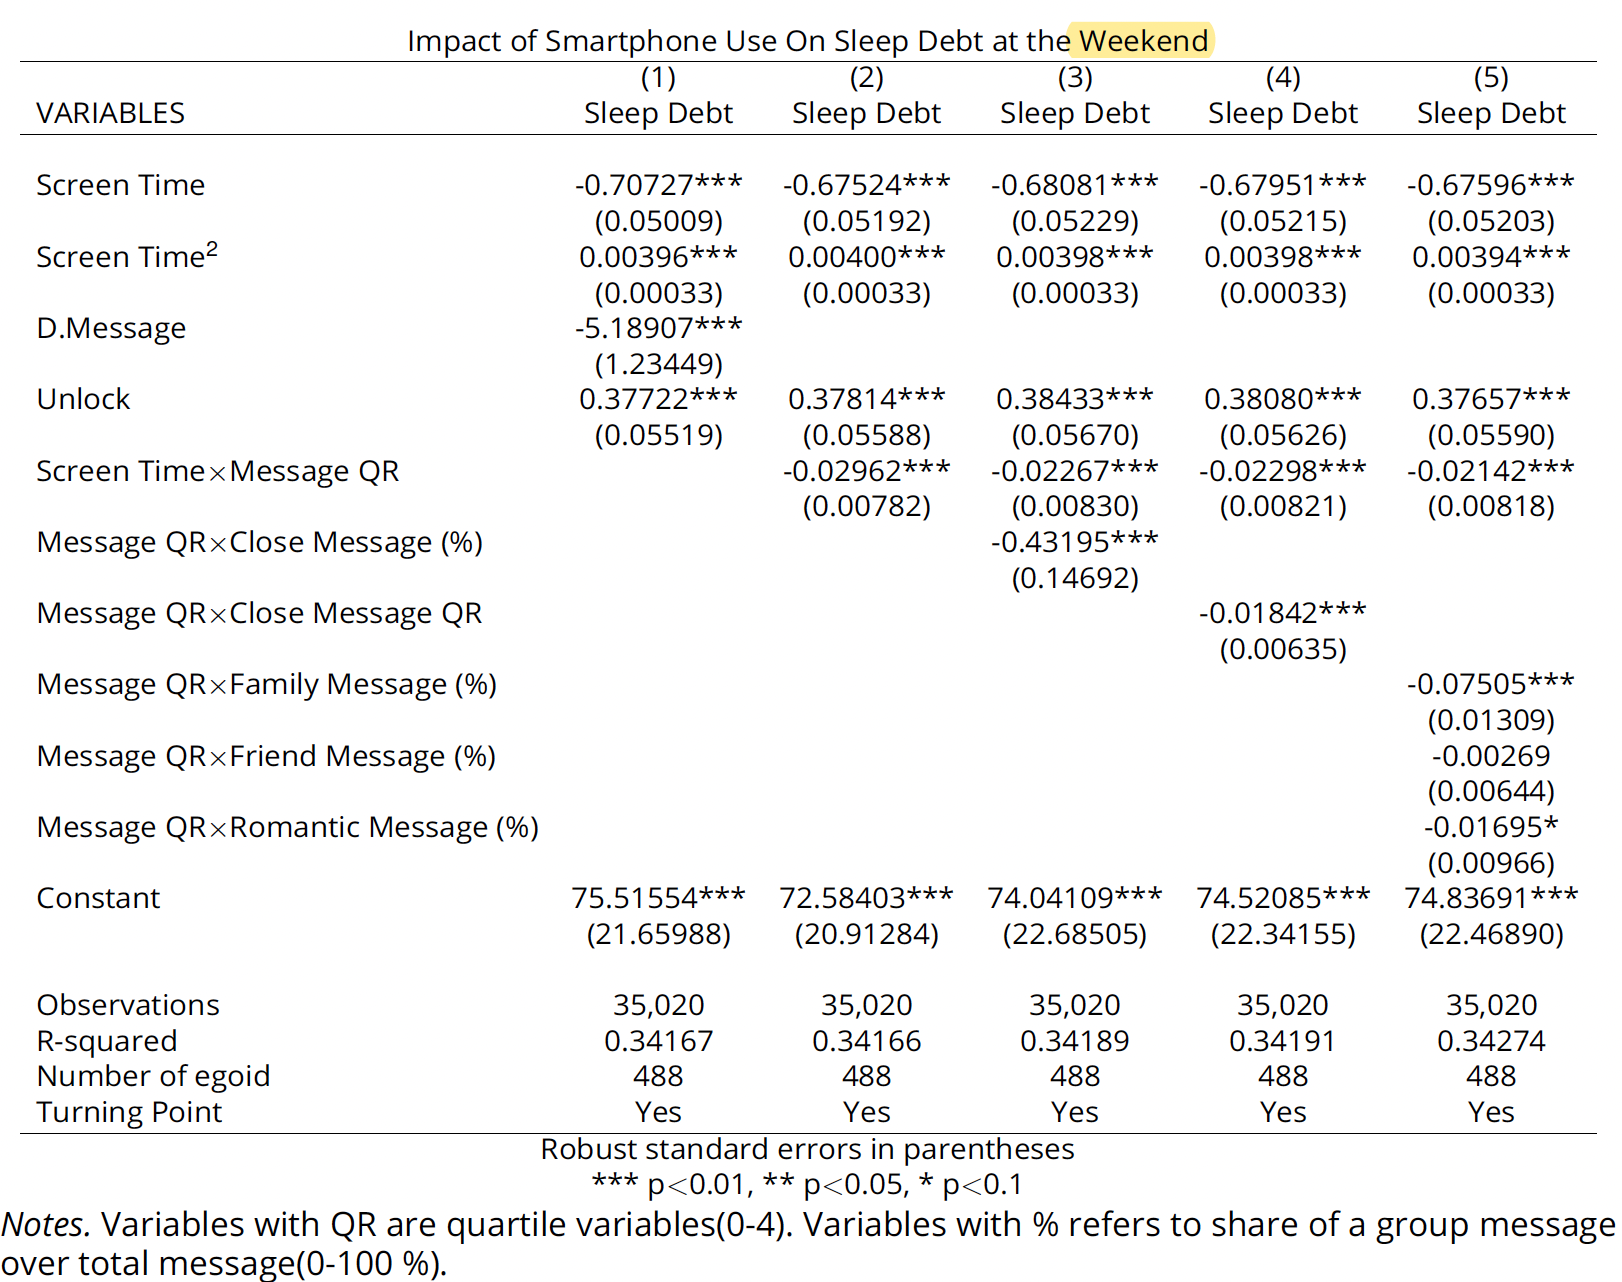 Impact of Smartphone Use On Sleep Debt at the Weekend
(1) (2) (3) (4) (5)
VARIABLES Sleep Debt Sleep Debt Sleep Debt Sleep Debt Sleep Debt
Screen Time -0.70727*** -0.67524*** -0.68081*** -0.67951*** -0.67596***
(0.05009) (0.05192) (0.05229) (0.05215) (0.05203)
Screen Time² 0.00396*** 0.00400*** 0.00398*** 0.00398*** 0.00394***
(0.00033) (0.00033) (0.00033) (0.00033) (0.00033)
D.Message -5.18907***
(1.23449)
Unlock 0.37722*** 0.37814*** 0.38433*** 0.38080*** 0.37657***
(0.05519) (0.05588) (0.05670) (0.05626) (0.05590)
Screen Time×Message QR -0.02962*** -0.02267*** -0.02298*** -0.02142***
(0.00782) (0.00830) (0.00821) (0.00818)
Message QR×Close Message (%) -0.43195***
(0.14692)
Message QR×Close Message QR -0.01842***
(0.00635)
Message QR×Family Message (%) -0.07505***
(0.01309)
Message QR×Friend Message (%) -0.00269
(0.00644)
Message QR×Romantic Message (%) -0.01695*
(0.00966)
Constant 75.51554*** 72.58403*** 74.04109*** 74.52085*** 74.83691***
(21.65988) (20.91284) (22.68505) (22.34155) (22.46890)
Observations 35,020 35,020 35,020 35,020 35,020
R-squared 0.34167 0.34166 0.34189 0.34191 0.34274
Number of egoid 488 488 488 488 488
Turning Point Yes Yes Yes Yes Yes
Robust standard errors in parentheses
*** p<0.01, ** p<0.05, * p<0.1
Notes. Variables with QR are quartile variables(0-4). Variables with % refers to share of a group message
over total message(0-100 %).